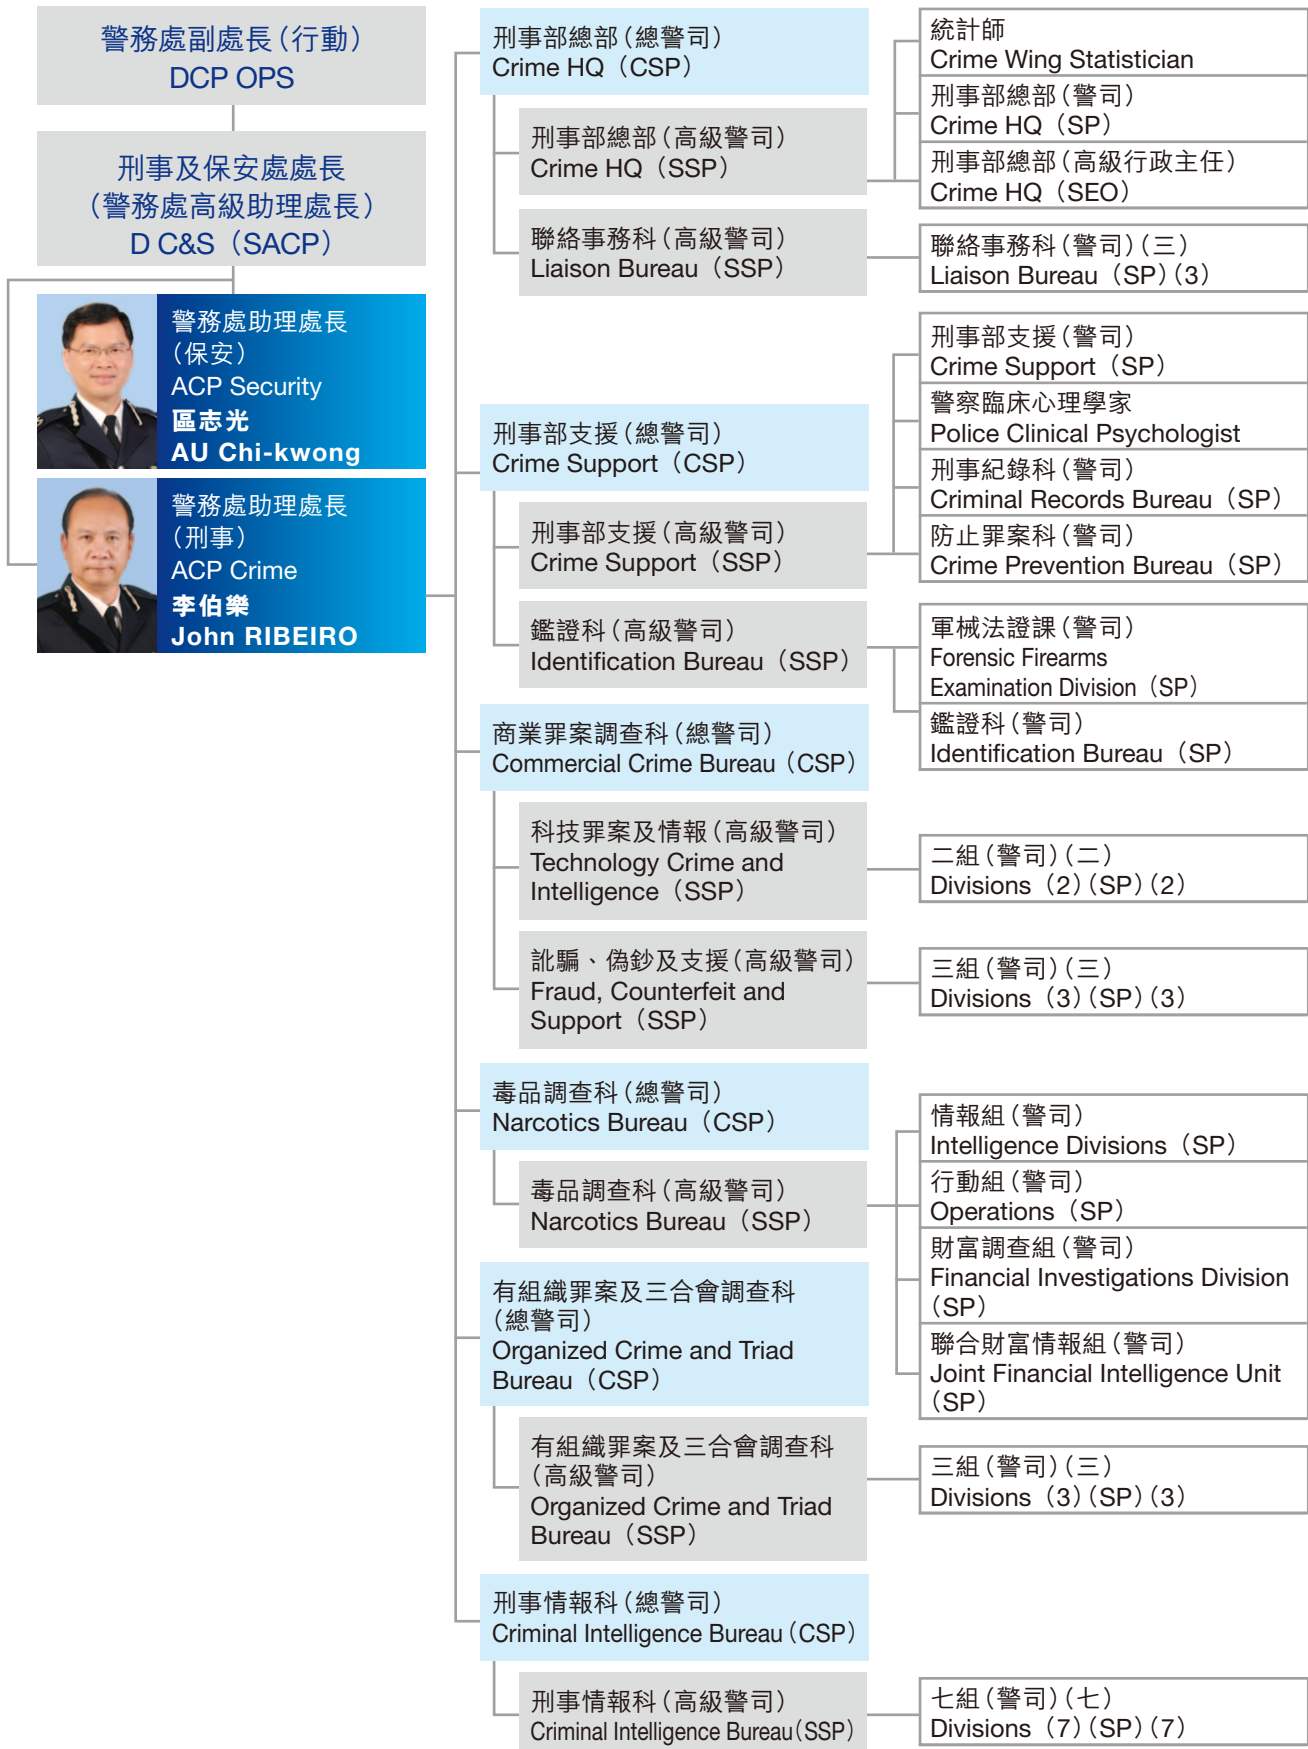 警務處副處長（行動）
DCP OPS
刑事及保安處處長
（警務處高級助理處長）
D C&S（SACP）
警務處助理處長
（保安）
ACP Security
區志光
AU Chi-kwong
警務處助理處長
（刑事）
ACP Crime
李伯樂
John RIBEIRO
刑事部總部（總警司）
Crime HQ（CSP）
刑事部總部（高級警司）
Crime HQ（SSP）
統計師
Crime Wing Statistician
刑事部總部（警司）
Crime HQ（SP）
刑事部總部（高級行政主任）
Crime HQ（SEO）
聯絡事務科（高級警司）
Liaison Bureau（SSP）
聯絡事務科（警司）（三）
Liaison Bureau（SP）（3）
刑事部支援（總警司）
Crime Support（CSP）
刑事部支援（高級警司）
Crime Support（SSP）
刑事部支援（警司）
Crime Support（SP）
警察臨床心理學家
Police Clinical Psychologist
刑事紀錄科（警司）
Criminal Records Bureau（SP）
防止罪案科（警司）
Crime Prevention Bureau（SP）
鑑證科（高級警司）
Identification Bureau（SSP）
軍械法證課（警司）
Forensic Firearms
Examination Division（SP）
鑑證科（警司）
Identification Bureau（SP）
商業罪案調查科（總警司）
Commercial Crime Bureau（CSP）
科技罪案及情報（高級警司）
Technology Crime and
Intelligence（SSP）
二組（警司）（二）
Divisions（2）（SP）（2）
訛騙、偽鈔及支援（高級警司）
Fraud, Counterfeit and
Support（SSP）
三組（警司）（三）
Divisions（3）（SP）（3）
毒品調查科（總警司）
Narcotics Bureau（CSP）
毒品調查科（高級警司）
Narcotics Bureau（SSP）
情報組（警司）
Intelligence Divisions（SP）
行動組（警司）
Operations（SP）
財富調查組（警司）
Financial Investigations Division
（SP）
聯合財富情報組（警司）
Joint Financial Intelligence Unit
（SP）
有組織罪案及三合會調查科
（總警司）
Organized Crime and Triad
Bureau（CSP）
有組織罪案及三合會調查科
（高級警司）
Organized Crime and Triad
Bureau（SSP）
三組（警司）（三）
Divisions（3）（SP）（3）
刑事情報科（總警司）
Criminal Intelligence Bureau（CSP）
刑事情報科（高級警司）
Criminal Intelligence Bureau（SSP）
七組（警司）（七）
Divisions（7）（SP）（7）